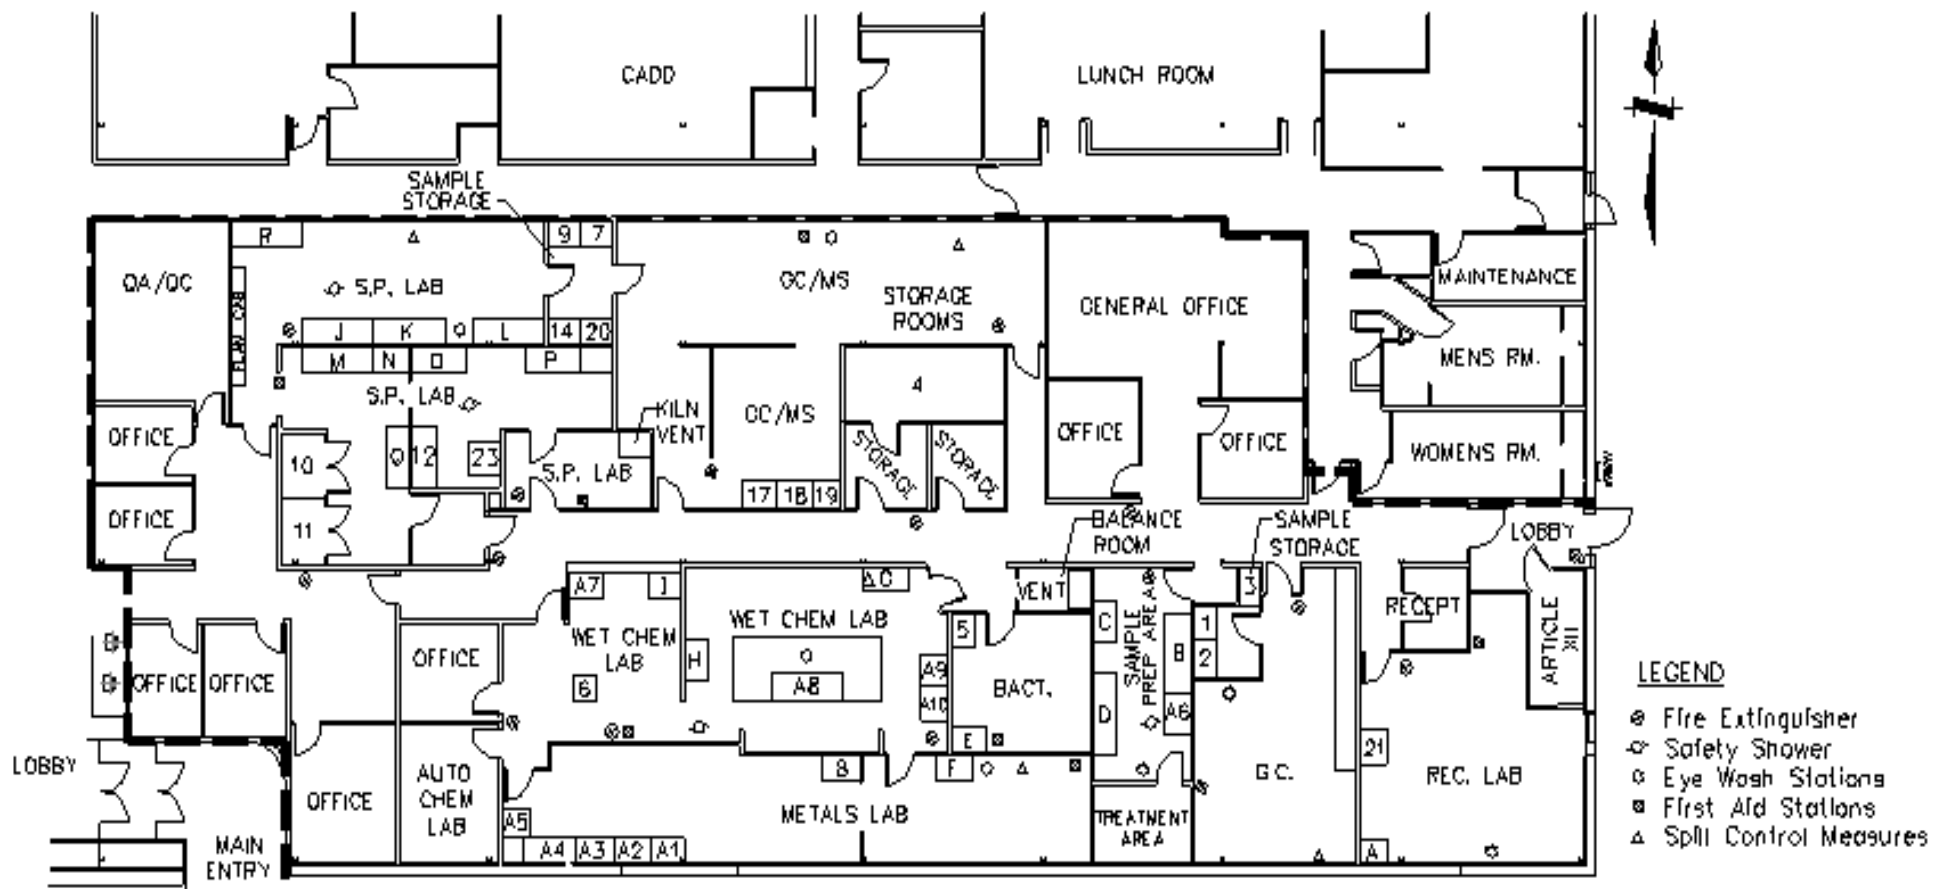 CADD
LUNCH ROOM
SAMPLE
STORAGE
R
9
7
QA/QC
S.P. LAB
GC/MS
STORAGE
ROOMS
GENERAL OFFICE
MAINTENANCE
J
K
L
14
20
M
N
O
P
4
MENS RM.
S.P. LAB
KILN
VENT
GC/MS
OFFICE
OFFICE
OFFICE
WOMENS RM.
10
Q
12
23
S.P. LAB
STORAGE
STORAGE
17
18
19
OFFICE
11
BALANCE
ROOM
SAMPLE
STORAGE
LOBBY
A7
I
VENT
3
RECEPT
WET CHEM
LAB
WET CHEM LAB
5
C
SAMPLE
PREP AREA
1
2
B
ARTICLE
XII
OFFICE
OFFICE
OFFICE
H
6
A8
A9
A10
BACT.
D
A6
E
21
LOBBY
AUTO
CHEM
LAB
OFFICE
8
F
G.C.
REC. LAB
METALS LAB
TREATMENT
AREA
A5
A4
A3
A2
A1
A
MAIN
ENTRY
LEGEND
Fire Extinguisher
Safety Shower
Eye Wash Stations
First Aid Stations
Spill Control Measures